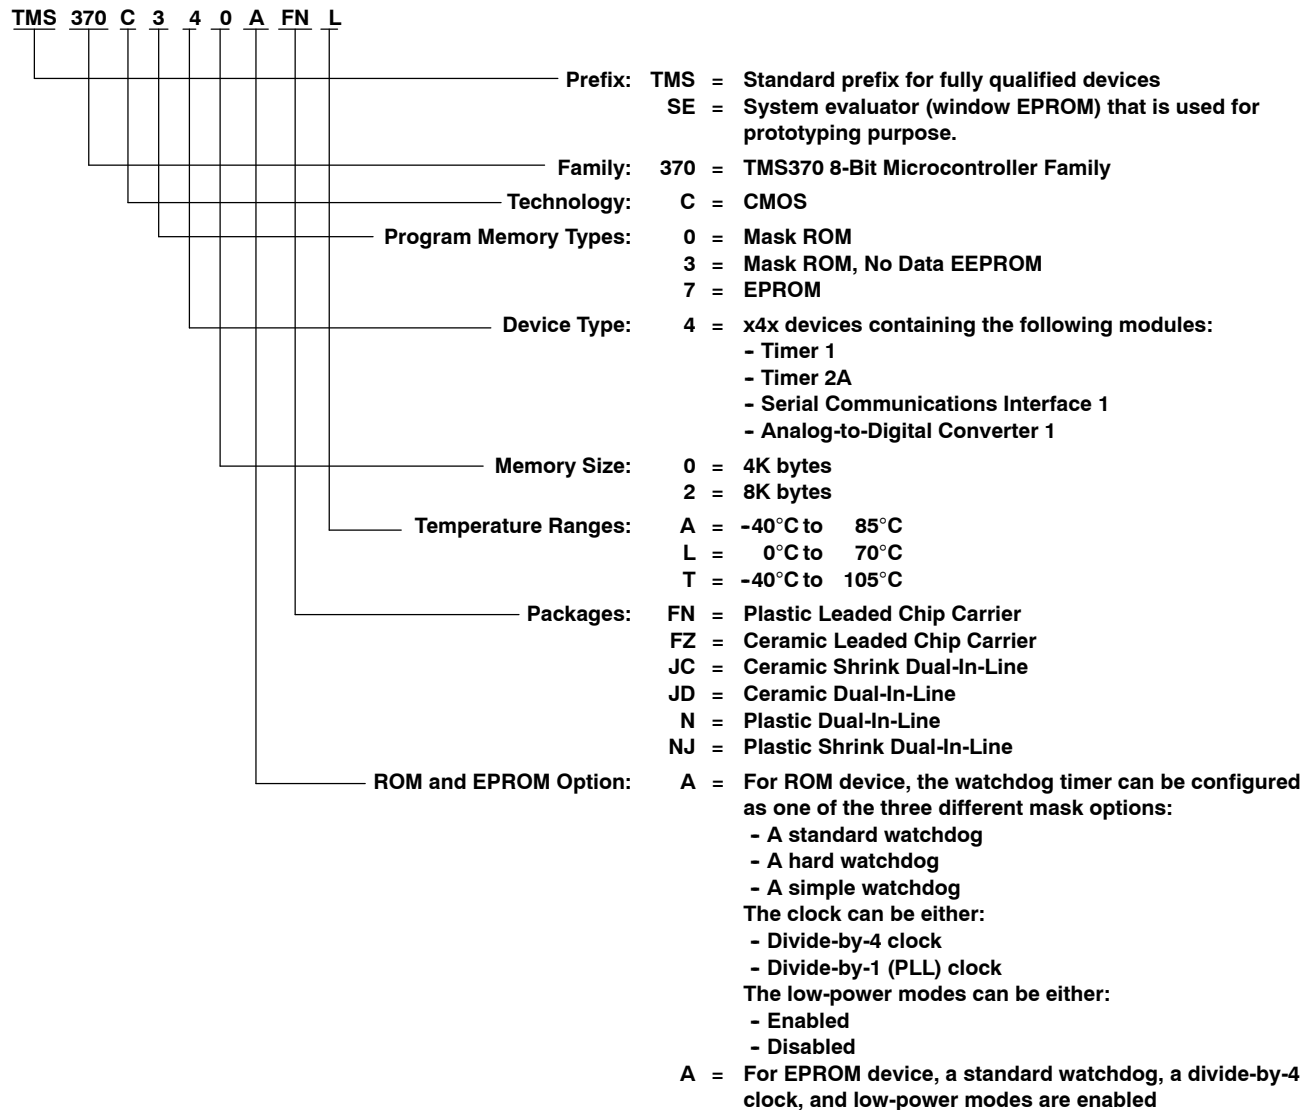 TMS 370 C 3 4 0 A FN L
Prefix: TMS = Standard prefix for fully qualified devices
SE = System evaluator (window EPROM) that is used for
prototyping purpose.
Family: 370 = TMS370 8-Bit Microcontroller Family
Technology: C = CMOS
Program Memory Types: 0 = Mask ROM
3 = Mask ROM, No Data EEPROM
7 = EPROM
Device Type: 4 = x4x devices containing the following modules:
- Timer 1
- Timer 2A
- Serial Communications Interface 1
- Analog-to-Digital Converter 1
Memory Size: 0 = 4K bytes
2 = 8K bytes
Temperature Ranges: A = -40°C to 85°C
L = 0°C to 70°C
T = -40°C to 105°C
Packages: FN = Plastic Leaded Chip Carrier
FZ = Ceramic Leaded Chip Carrier
JC = Ceramic Shrink Dual-In-Line
JD = Ceramic Dual-In-Line
N = Plastic Dual-In-Line
NJ = Plastic Shrink Dual-In-Line
ROM and EPROM Option: A = For ROM device, the watchdog timer can be configured
as one of the three different mask options:
- A standard watchdog
- A hard watchdog
- A simple watchdog
The clock can be either:
- Divide-by-4 clock
- Divide-by-1 (PLL) clock
The low-power modes can be either:
- Enabled
- Disabled
A = For EPROM device, a standard watchdog, a divide-by-4
clock, and low-power modes are enabled